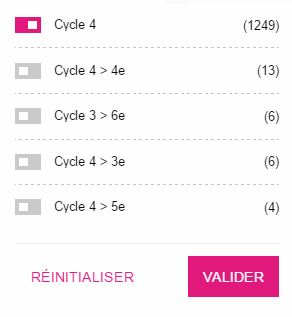 Cycle 4 (1249)
Cycle 4 > 4e (13)
Cycle 3 > 6e (6)
Cycle 4 > 3e (6)
Cycle 4 > 5e (4)
RÉINITIALISER VALIDER